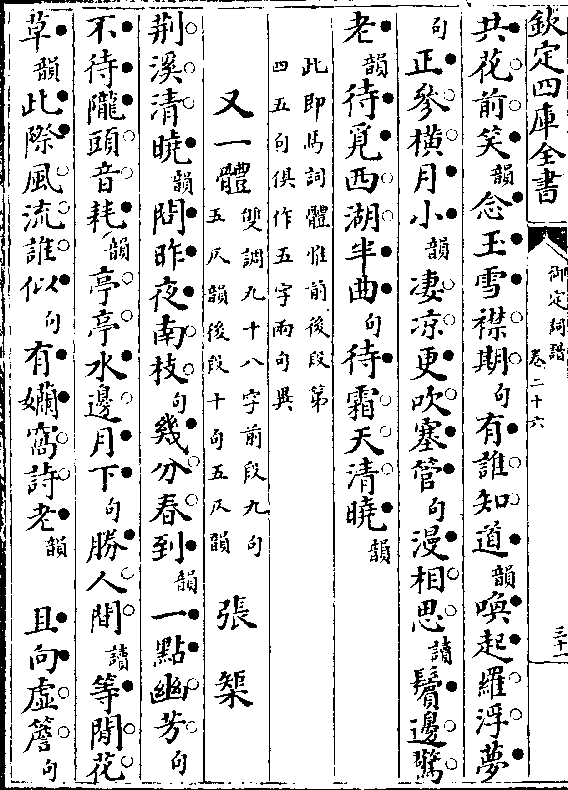 欽定四庫全書
御定詞譜
卷二十六
三十一
共花前笑韻念玉雪襟期句有誰知道韻喚起羅浮夢
句正參橫月小韻凄凉更吹塞管句漫相思讀鬢邊驚
老韻待覓西湖半曲句待霜天清曉韻
此即馬詞體惟前後段第
四五句俱作五字兩句異
又一體
雙調九十八字前段九句
五仄韻後段十句五仄韻
張榘
荆溪清曉韻問昨夜南枝句幾分春到韻一點幽芳句
不待隴頭音耗韻亭亭水邊月下句勝人間讀等閒花
草韻此際風流誰似句有嬾窩詩老韻
且向虛簷句